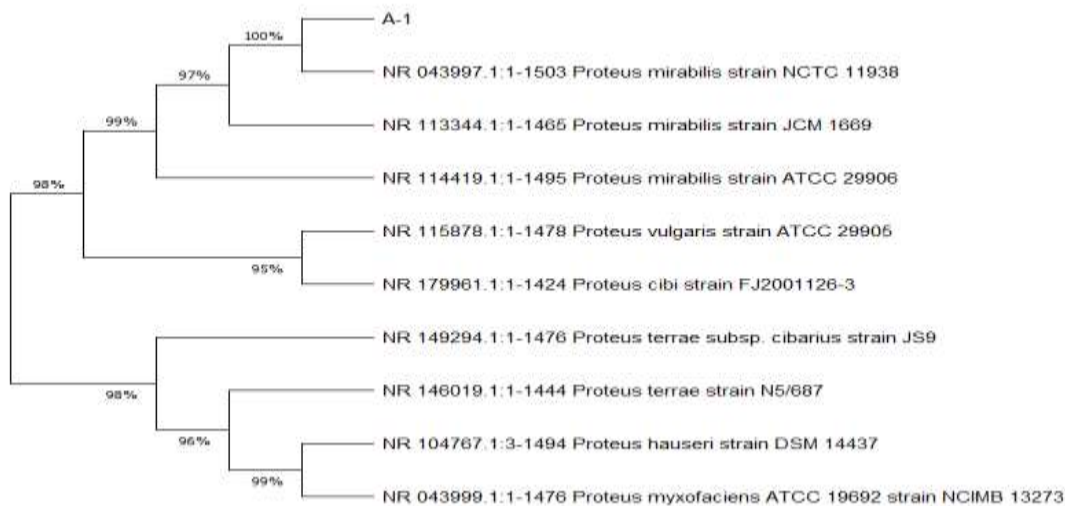 A-1
100%
NR 043997.1:1-1503 Proteus mirabilis strain NCTC 11938
97%
NR 113344.1:1-1465 Proteus mirabilis strain JCM 1669
99%
NR 114419.1:1-1495 Proteus mirabilis strain ATCC 29906
98%
NR 115878.1:1-1478 Proteus vulgaris strain ATCC 29905
95%
NR 179961.1:1-1424 Proteus cibi strain FJ2001126-3
NR 149294.1:1-1476 Proteus terrae subsp. cibarius strain JS9
98%
NR 146019.1:1-1444 Proteus terrae strain N5/687
96%
NR 104767.1:3-1494 Proteus hauseri strain DSM 14437
99%
NR 043999.1:1-1476 Proteus myxofaciens ATCC 19692 strain NCIMB 13273